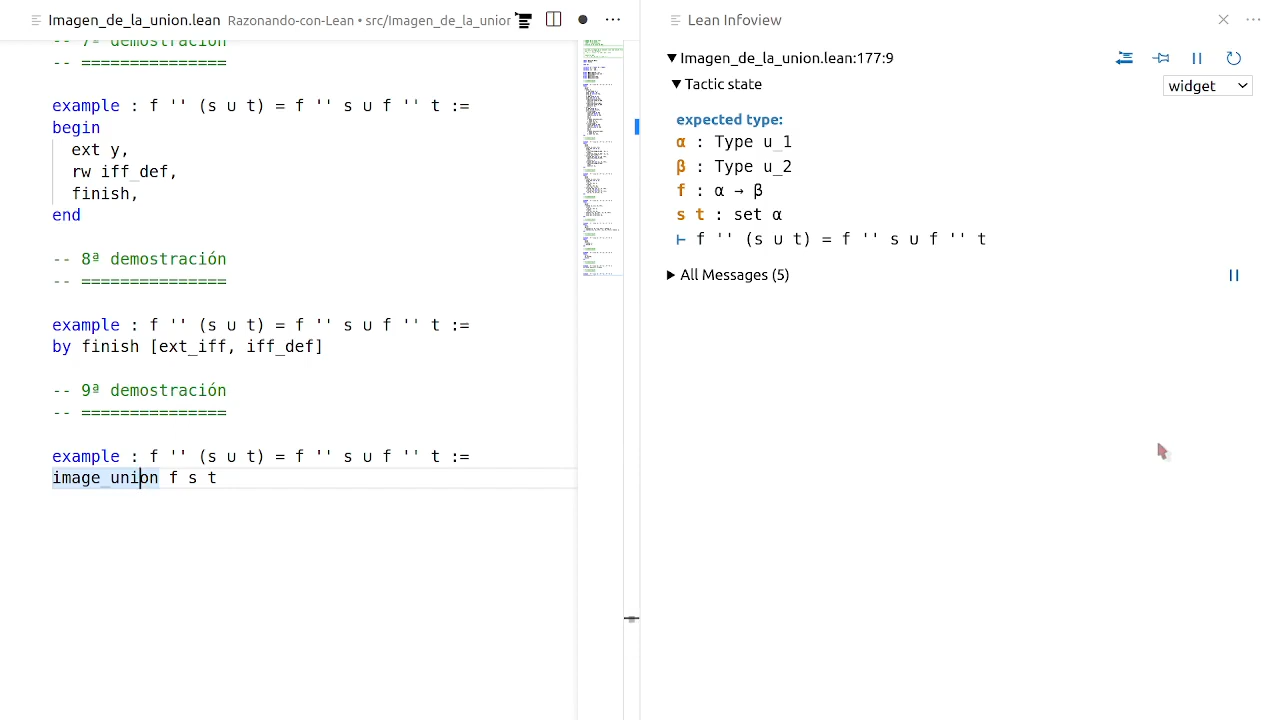 Imagen_de_la_union.lean Razonando-con-Lean • src/Imagen_de_la_unior
-- 7ª demostración
-- ===============
example : f '' (s ∪ t) = f '' s ∪ f '' t :=
begin
ext y,
rw iff_def,
finish,
end
-- 8ª demostración
-- ===============
example : f '' (s ∪ t) = f '' s ∪ f '' t :=
by finish [ext_iff, iff_def]
-- 9ª demostración
-- ===============
example : f '' (s ∪ t) = f '' s ∪ f '' t :=
image_union f s t
Lean Infoview
Imagen_de_la_union.lean:177:9
Tactic state
widget
expected type:
α : Type u_1
β : Type u_2
f : α → β
s t : set α
⊢ f '' (s ∪ t) = f '' s ∪ f '' t
All Messages (5)